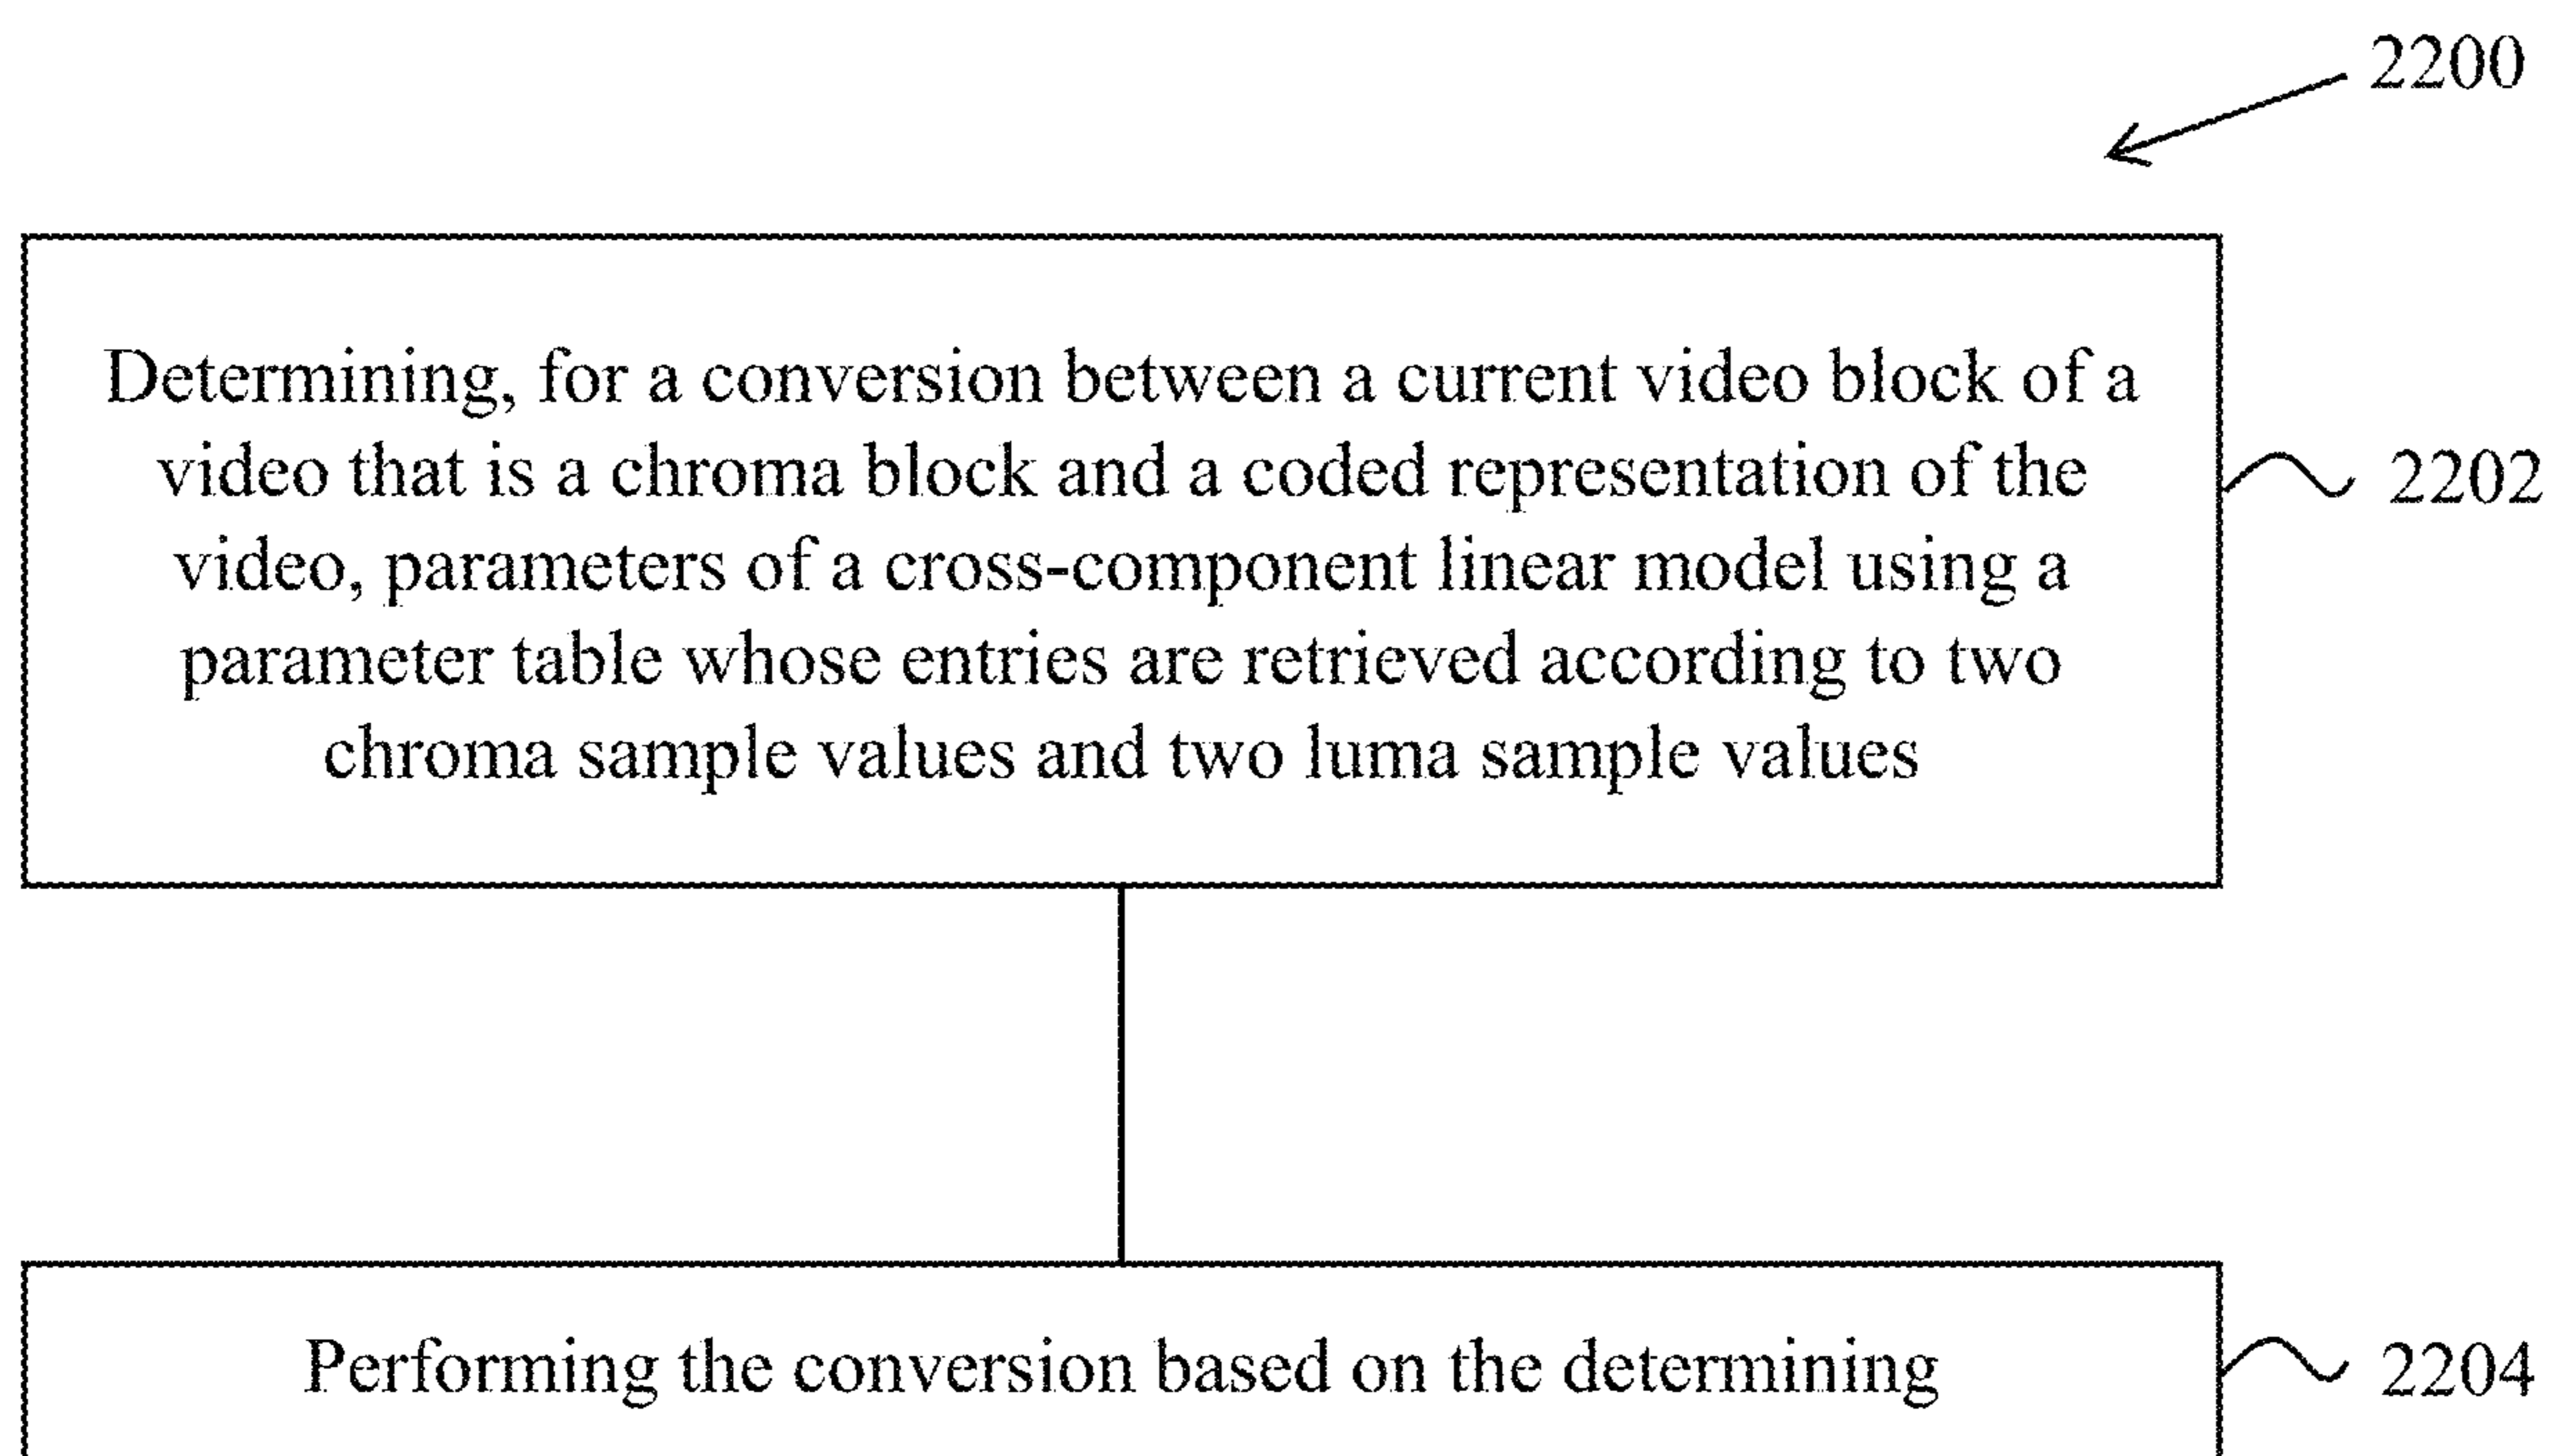 2200
Determining, for a conversion between a current video block of a
video that is a chroma block and a coded representation of the
video, parameters of a cross-component linear model using a
parameter table whose entries are retrieved according to two
chroma sample values and two luma sample values
2202
Performing the conversion based on the determining
2204